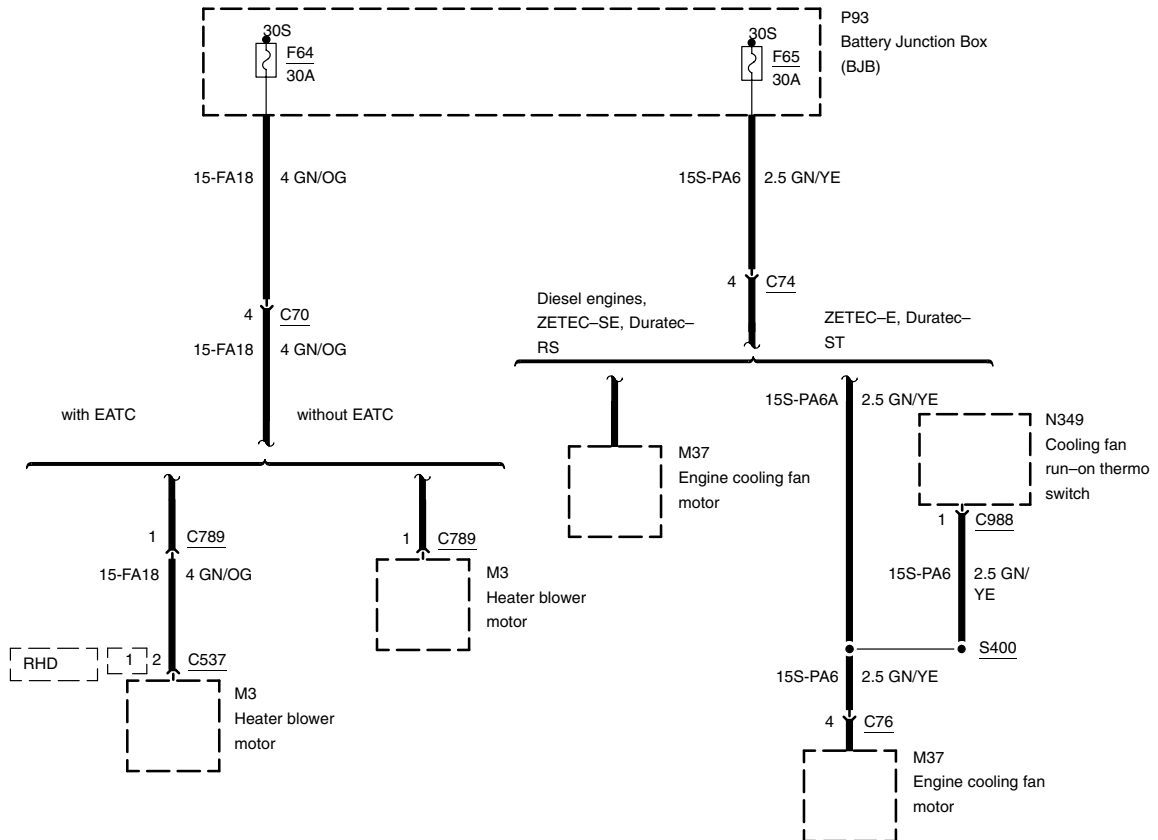 P93
Battery Junction Box
(BJB)
30S
F64
30A
30S
F65
30A
15-FA18 4 GN/OG
15S-PA6 2.5 GN/YE
4 C74
4 C70
15-FA18 4 GN/OG
Diesel engines,
ZETEC–SE, Duratec–
RS
ZETEC–E, Duratec–
ST
with EATC
without EATC
15S-PA6A 2.5 GN/YE
N349
Cooling fan
run–on thermo
switch
M37
Engine cooling fan
motor
1 C988
1 C789
1 C789
15-FA18 4 GN/OG
M3
Heater blower
motor
15S-PA6 2.5 GN/
YE
S400
RHD 1 2 C537
15S-PA6 2.5 GN/YE
M3
Heater blower
motor
4 C76
M37
Engine cooling fan
motor